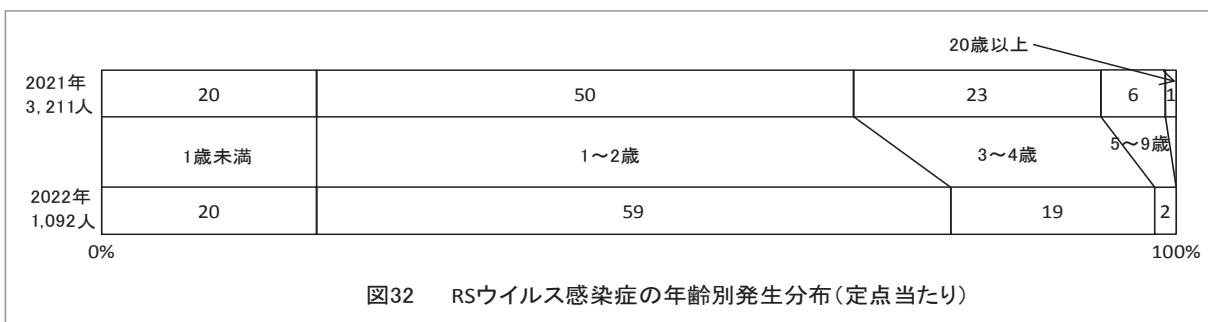 20歳以上
2021年
3,211人
20 50 23 6 1
1歳未満 1～2歳 3～4歳 5～9歳
2022年
1,092人
20 59 19 2
0% 100%
図32 RSウイルス感染症の年齢別発生分布(定点当たり)